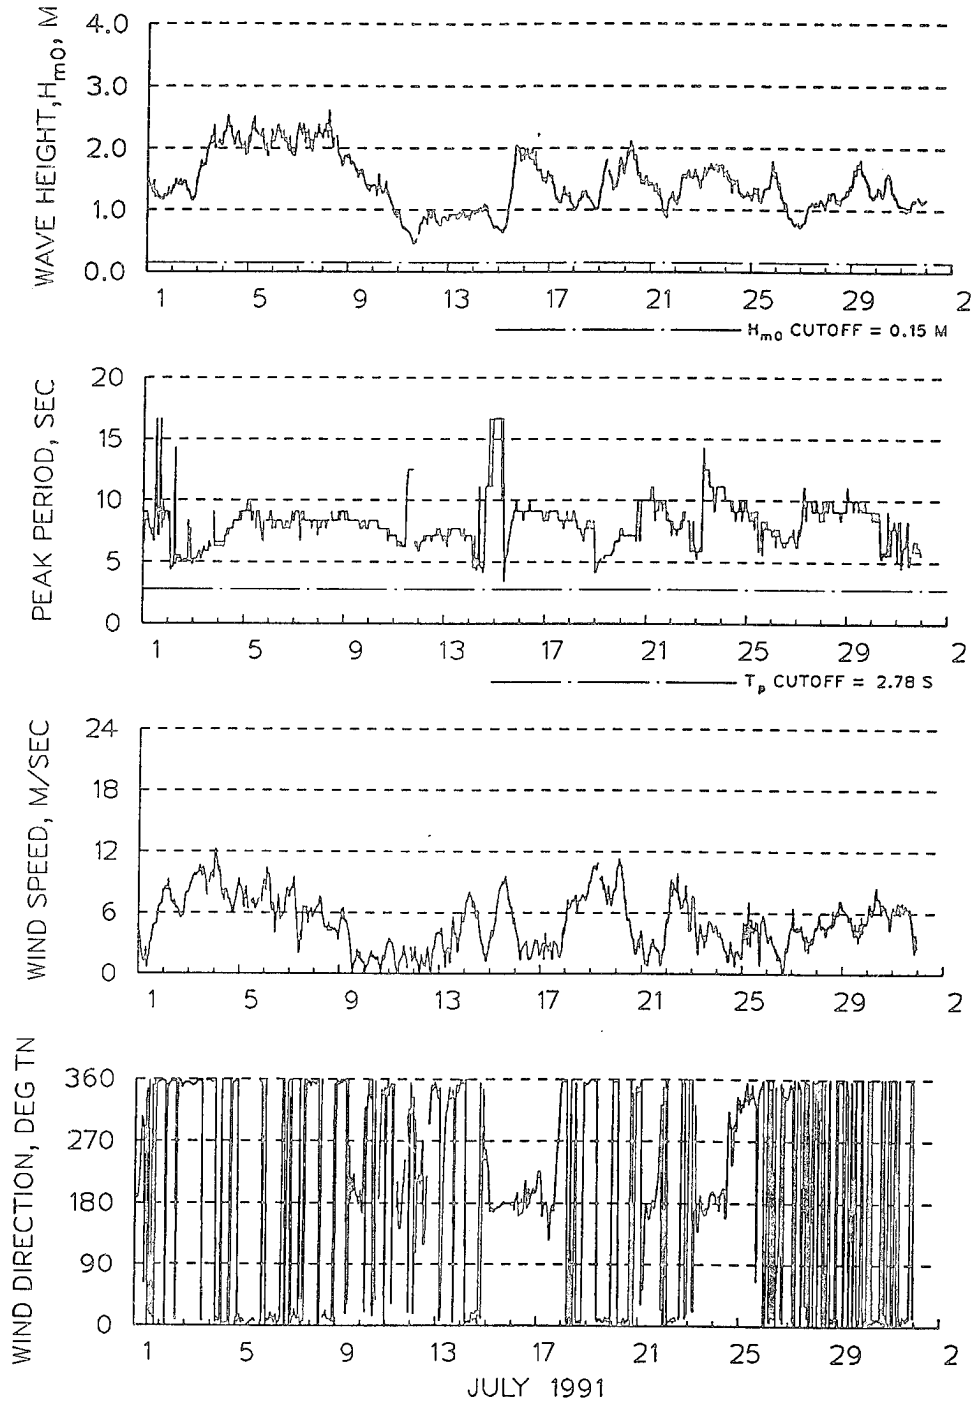 WAVE HEIGHT, Hm0, M
4.0
3.0
2.0
1.0
0.0
1 5 9 13 17 21 25 29 2
Hm0 CUTOFF = 0.15 M
PEAK PERIOD, SEC
20
15
10
5
0
1 5 9 13 17 21 25 29 2
Tp CUTOFF = 2.78 S
WIND SPEED, M/SEC
24
18
12
6
0
1 5 9 13 17 21 25 29 2
WIND DIRECTION, DEG TN
360
270
180
90
0
1 5 9 13 17 21 25 29 2
JULY 1991